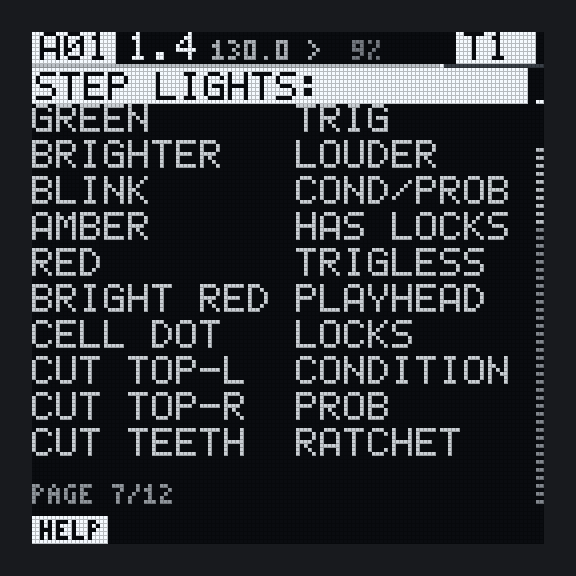 A01 1.4 130.0 > 9% T1
STEP LIGHTS:
GREEN TRIG
BRIGHTER LOUDER
BLINK COND/PROB
AMBER HAS LOCKS
RED TRIGLESS
BRIGHT RED PLAYHEAD
CELL DOT LOCKS
CUT TOP-L CONDITION
CUT TOP-R PROB
CUT TEETH RATCHET
PAGE 7/12
HELP